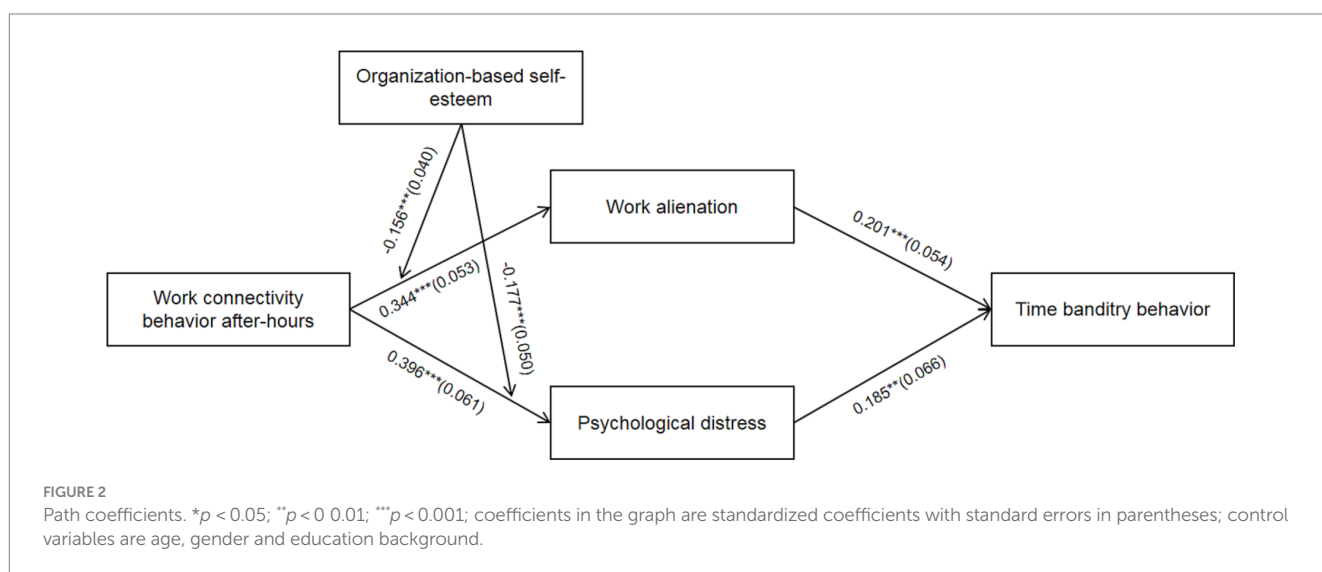 Organization-based self-
esteem
-0.156***(0.040)
Work alienation
0.201***(0.054)
-0.177***(0.050)
0.344***(0.053)
Work connectivity
behavior after-hours
Time banditry behavior
0.396***(0.061)
0.185**(0.066)
Psychological distress
FIGURE 2
Path coefficients. *p < 0.05; **p < 0 0.01; ***p < 0.001; coefficients in the graph are standardized coefficients with standard errors in parentheses; control
variables are age, gender and education background.